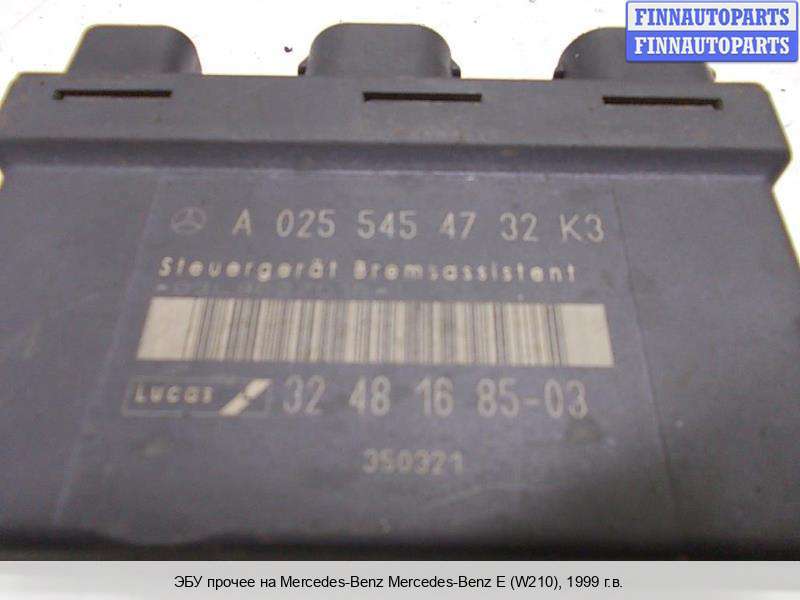 FINNAUTOPARTS
FINNAUTOPARTS
A 025 545 47 32 K3
Steuergerät Bremsassistent
Lucas 32 48 16 85-03
350321
ЭБУ прочее на Mercedes-Benz Mercedes-Benz E (W210), 1999 г.в.